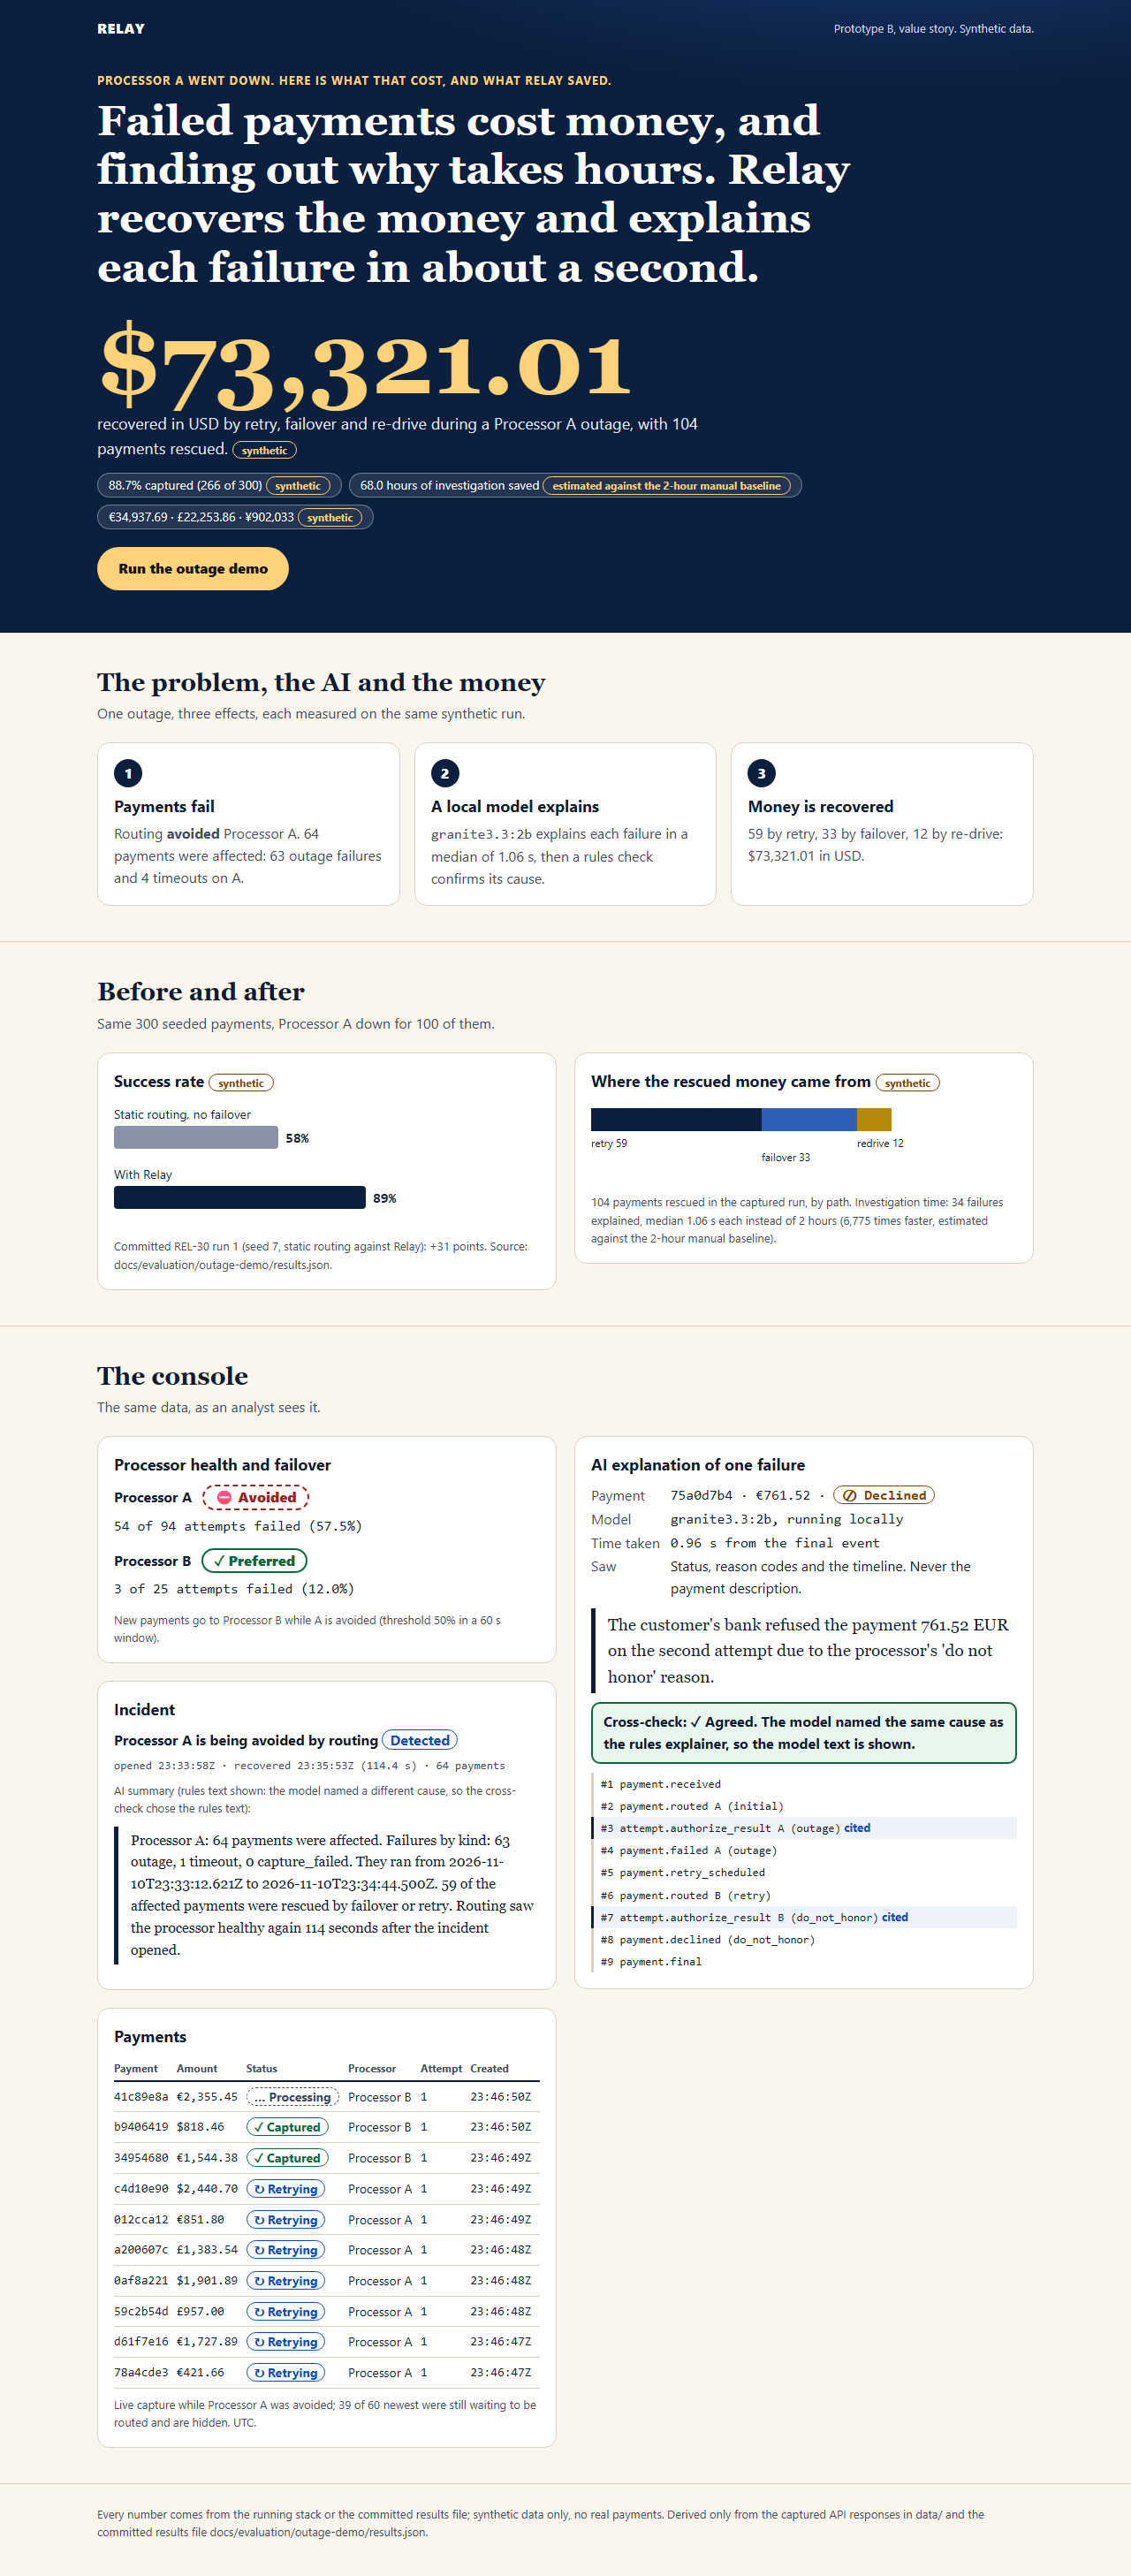 RELAY
Prototype B, value story. Synthetic data.
PROCESSOR A WENT DOWN. HERE IS WHAT THAT COST, AND WHAT RELAY SAVED.
Failed payments cost money, and
finding out why takes hours. Relay
recovers the money and explains
each failure in about a second.
$73,321.01
recovered in USD by retry, failover and re-drive during a Processor A outage, with 104
payments rescued. synthetic
88.7% captured (266 of 300) synthetic
68.0 hours of investigation saved estimated against the 2-hour manual baseline
€34,937.69 · £22,253.86 · ¥902,033 synthetic
Run the outage demo
The problem, the AI and the money
One outage, three effects, each measured on the same synthetic run.
1
Payments fail
Routing avoided Processor A. 64
payments were affected: 63 outage failures
and 4 timeouts on A.
2
A local model explains
granite3.3:2b explains each failure in a
median of 1.06 s, then a rules check
confirms its cause.
3
Money is recovered
59 by retry, 33 by failover, 12 by re-drive:
$73,321.01 in USD.
Before and after
Same 300 seeded payments, Processor A down for 100 of them.
Success rate synthetic
Static routing, no failover
58%
With Relay
89%
Committed REL-30 run 1 (seed 7, static routing against Relay): +31 points. Source:
docs/evaluation/outage-demo/results.json.
Where the rescued money came from synthetic
retry 59
redrive 12
failover 33
104 payments rescued in the captured run, by path. Investigation time: 34 failures
explained, median 1.06 s each instead of 2 hours (6,775 times faster, estimated
against the 2-hour manual baseline).
The console
The same data, as an analyst sees it.
Processor health and failover
Processor A ⛔ Avoided
54 of 94 attempts failed (57.5%)
Processor B ✓ Preferred
3 of 25 attempts failed (12.0%)
New payments go to Processor B while A is avoided (threshold 50% in a 60 s
window).
Incident
Processor A is being avoided by routing Detected
opened 23:33:58Z · recovered 23:35:53Z (114.4 s) · 64 payments
AI summary (rules text shown: the model named a different cause, so the cross-
check chose the rules text):
Processor A: 64 payments were affected. Failures by kind: 63
outage, 1 timeout, 0 capture_failed. They ran from 2026-11-
10T23:33:12.621Z to 2026-11-10T23:34:44.500Z. 59 of the
affected payments were rescued by failover or retry. Routing saw
the processor healthy again 114 seconds after the incident
opened.
AI explanation of one failure
Payment 75a0d7b4 · €761.52 · ⊘ Declined
Model granite3.3:2b, running locally
Time taken 0.96 s from the final event
Saw Status, reason codes and the timeline. Never the
payment description.
The customer's bank refused the payment 761.52 EUR
on the second attempt due to the processor's 'do not
honor' reason.
Cross-check: ✓ Agreed. The model named the same cause as
the rules explainer, so the model text is shown.
#1 payment.received
#2 payment.routed A (initial)
#3 attempt.authorize_result A (outage) cited
#4 payment.failed A (outage)
#5 payment.retry_scheduled
#6 payment.routed B (retry)
#7 attempt.authorize_result B (do_not_honor) cited
#8 payment.declined (do_not_honor)
#9 payment.final
Payments
Payment Amount Status Processor Attempt Created
41c89e8a €2,355.45 … Processing Processor B 1 23:46:50Z
b9406419 $818.46 ✓ Captured Processor B 1 23:46:50Z
34954680 €1,544.38 ✓ Captured Processor B 1 23:46:49Z
c4d10e90 $2,440.70 ↻ Retrying Processor A 1 23:46:49Z
012cca12 €851.80 ↻ Retrying Processor A 1 23:46:49Z
a200607c £1,383.54 ↻ Retrying Processor A 1 23:46:48Z
0af8a221 $1,901.89 ↻ Retrying Processor A 1 23:46:48Z
59c2b54d £957.00 ↻ Retrying Processor A 1 23:46:48Z
d61f7e16 €1,727.89 ↻ Retrying Processor A 1 23:46:47Z
78a4cde3 €421.66 ↻ Retrying Processor A 1 23:46:47Z
Live capture while Processor A was avoided; 39 of 60 newest were still waiting to be
routed and are hidden. UTC.
Every number comes from the running stack or the committed results file; synthetic data only, no real payments. Derived only from the captured API responses in data/ and the
committed results file docs/evaluation/outage-demo/results.json.